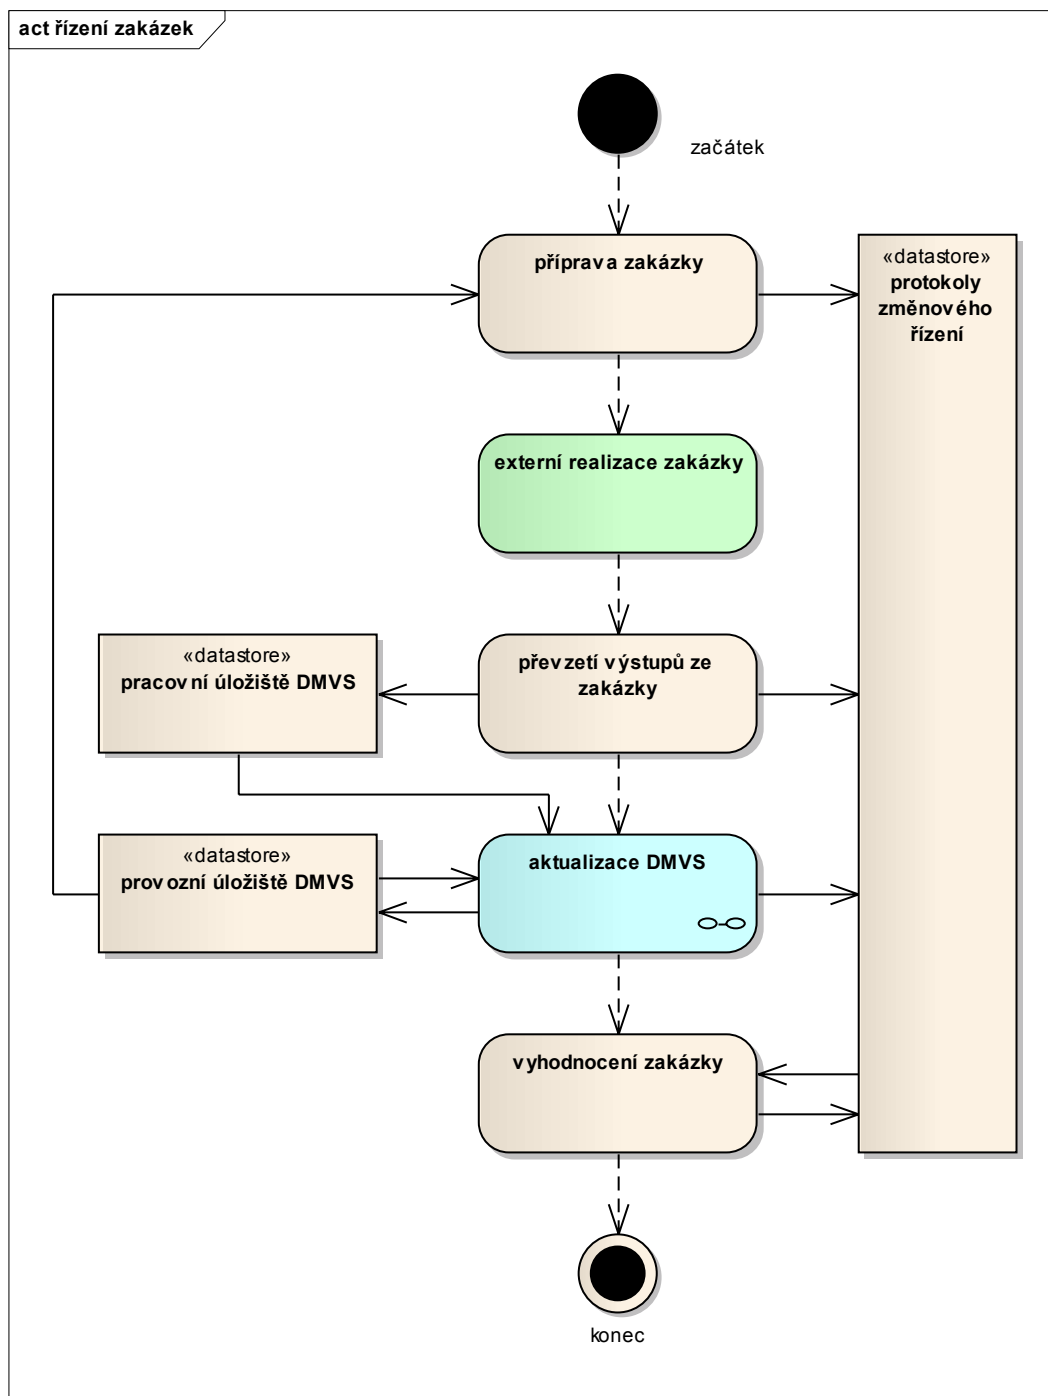 act řízení zakázek
začátek
příprava zakázky
«datastore»
protokoly
změnového
řízení
externí realizace zakázky
«datastore»
pracovní úložiště DMVS
převzetí výstupů ze
zakázky
«datastore»
provozní úložiště DMVS
aktualizace DMVS
vyhodnocení zakázky
konec